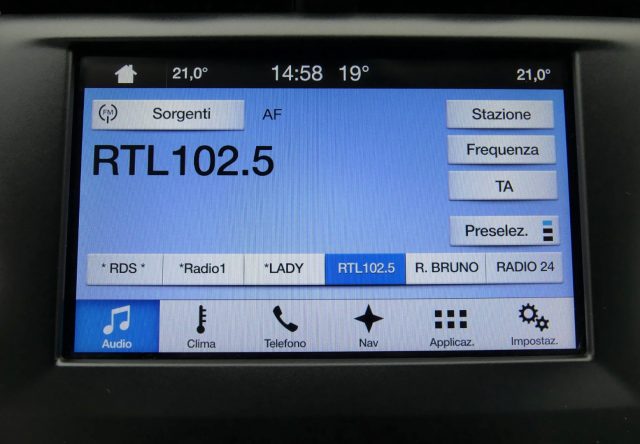 21,0° 14:58 19° 21,0°
FM Sorgenti AF Stazione
RTL102.5
Frequenza
TA
Preselez.
* RDS * *Radio1 *LADY RTL102.5 R. BRUNO RADIO 24
Audio Clima Telefono Nav Applicaz. Impostaz.